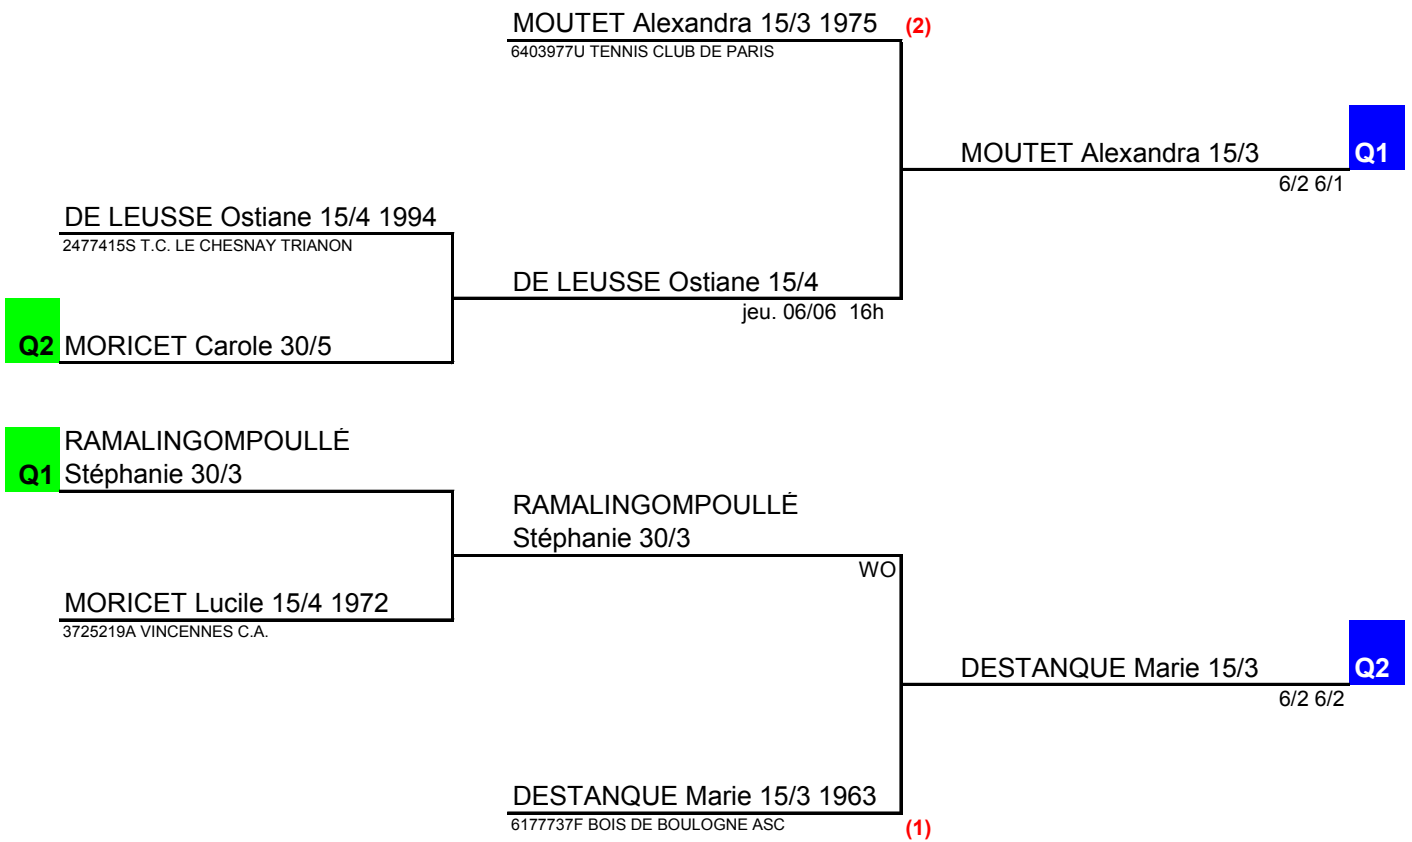 MOUTET Alexandra 15/3 1975 (2)
6403977U TENNIS CLUB DE PARIS
MOUTET Alexandra 15/3 Q1
6/2 6/1
DE LEUSSE Ostiane 15/4 1994
2477415S T.C. LE CHESNAY TRIANON
DE LEUSSE Ostiane 15/4
jeu. 06/06 16h
Q2 MORICET Carole 30/5
RAMALINGOMPOULLÉ
Q1 Stéphanie 30/3
RAMALINGOMPOULLÉ
Stéphanie 30/3
WO
MORICET Lucile 15/4 1972
3725219A VINCENNES C.A.
DESTANQUE Marie 15/3 Q2
6/2 6/2
DESTANQUE Marie 15/3 1963
6177737F BOIS DE BOULOGNE ASC (1)